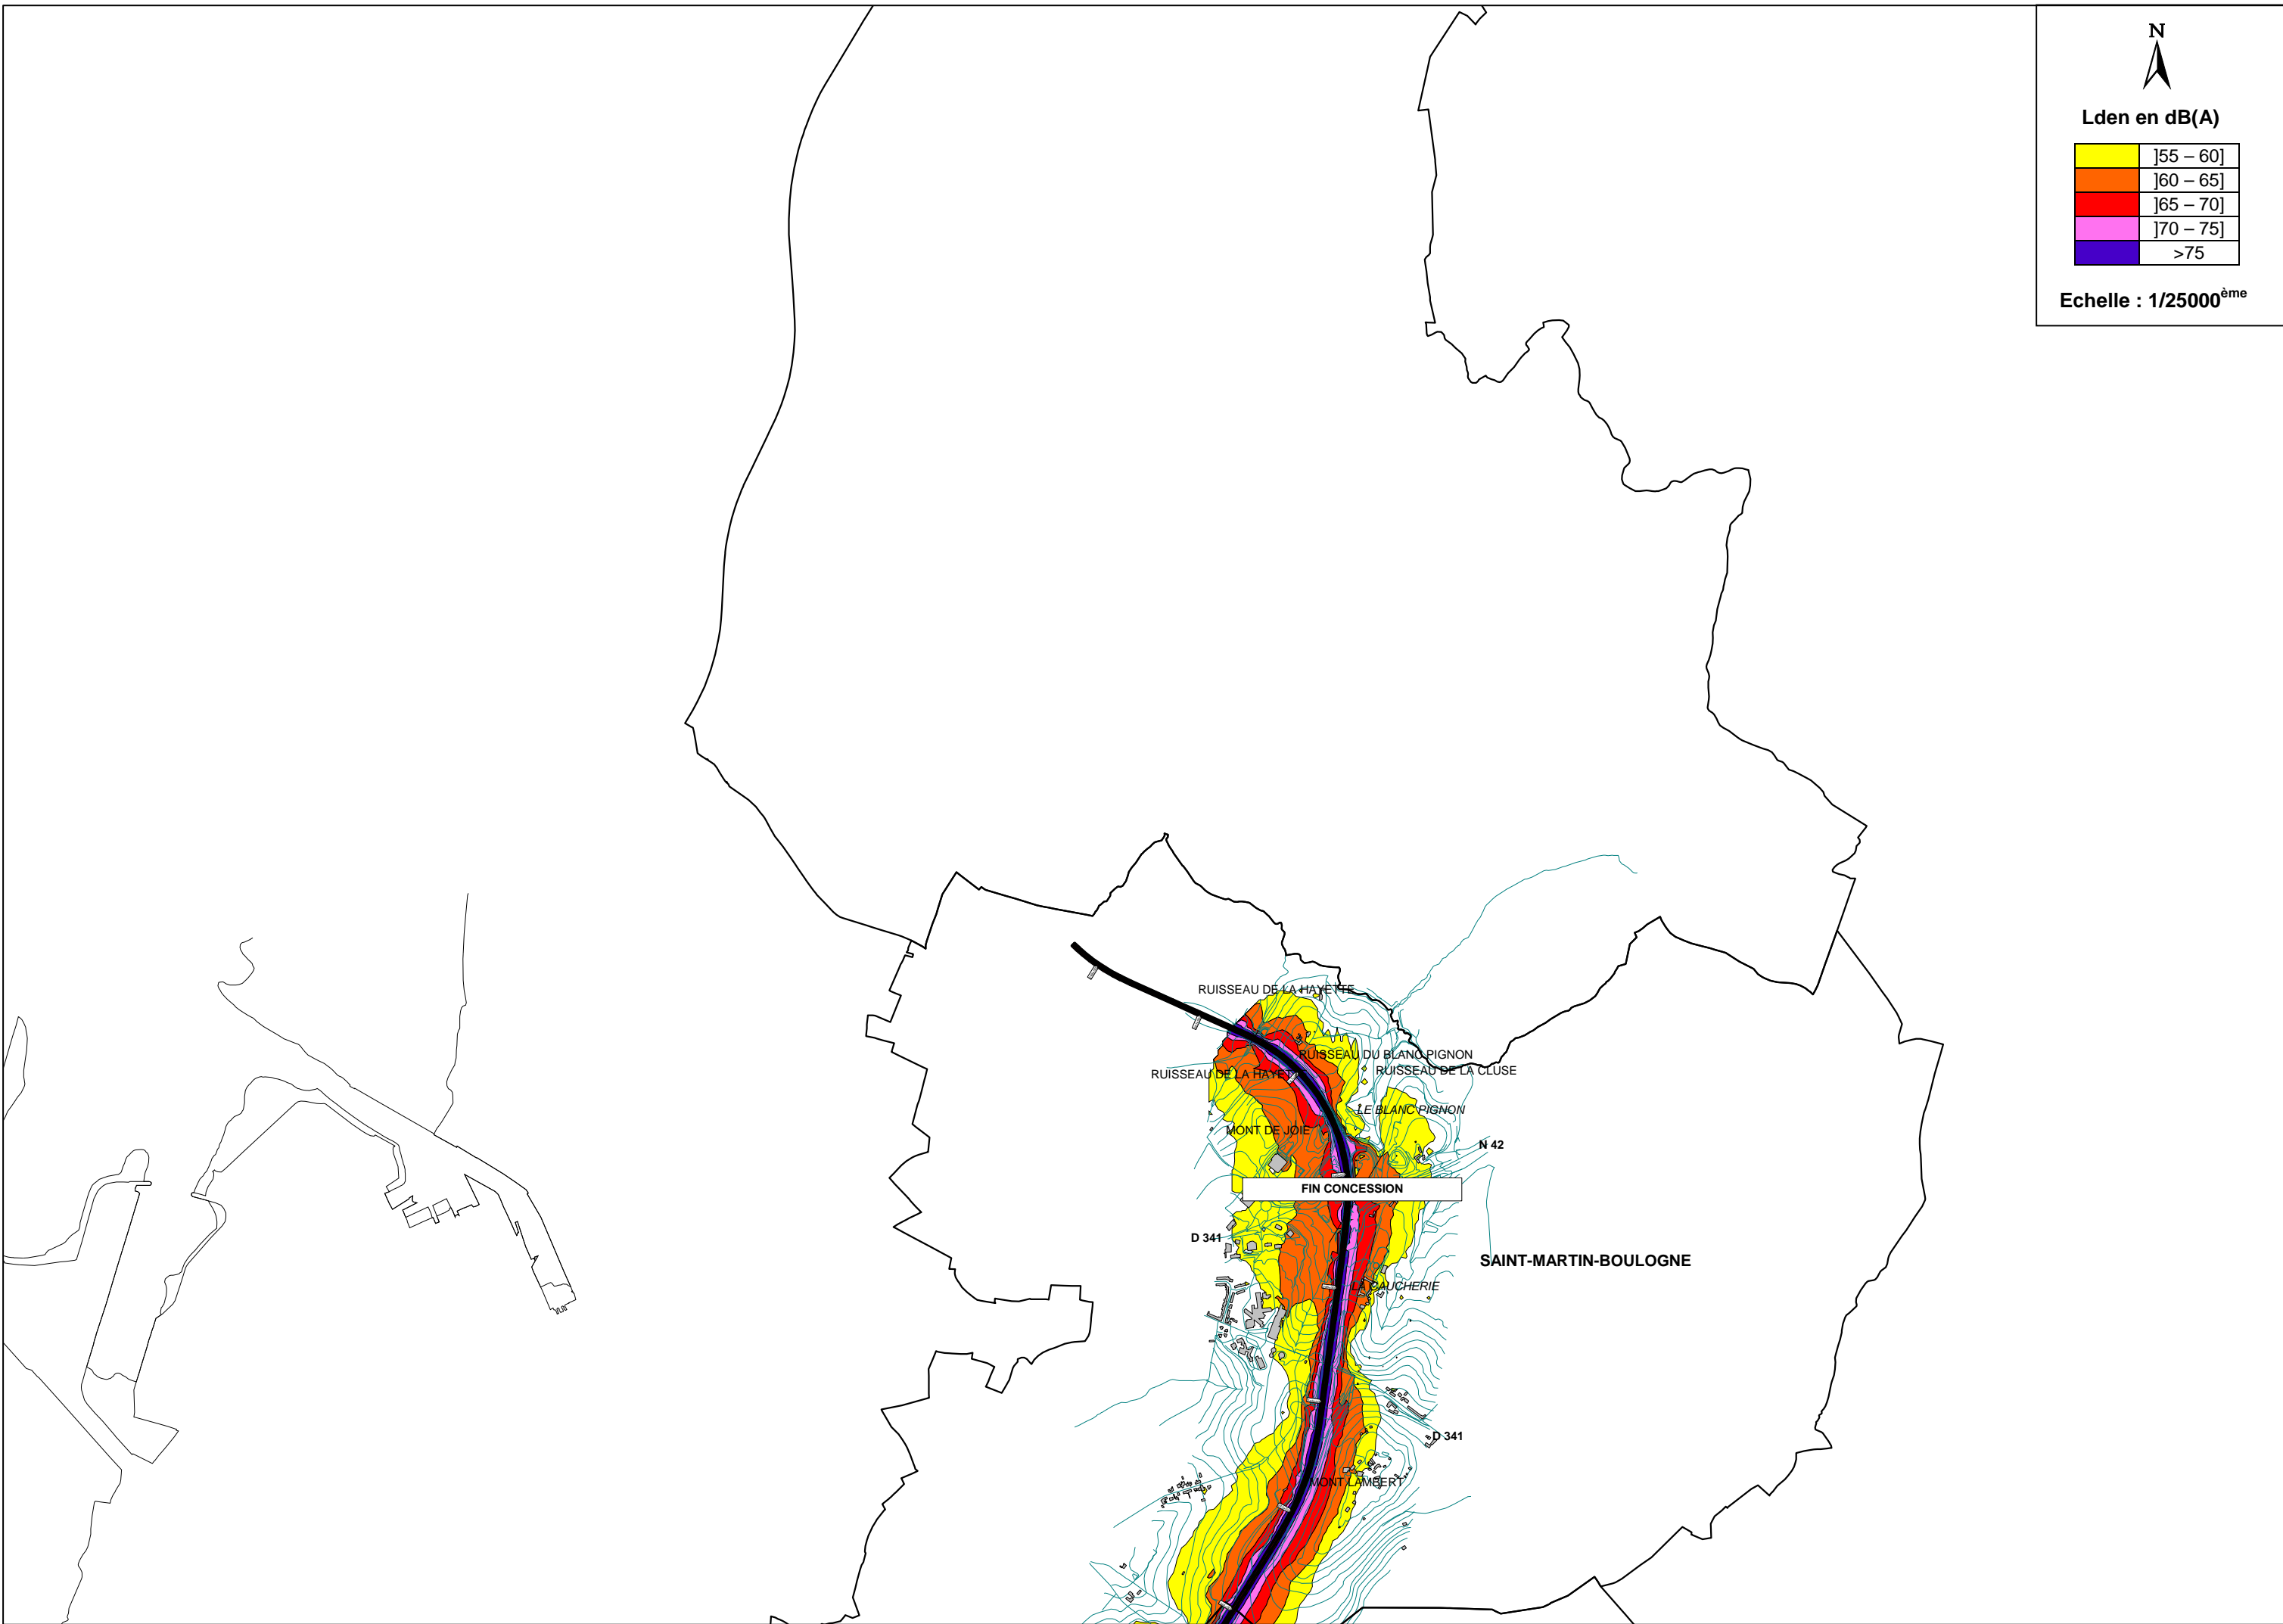 N
Lden en dB(A)
]55 – 60]
]60 – 65]
]65 – 70]
]70 – 75]
>75
Echelle : 1/25000ème
RUISSEAU DE LA HAYETTE
RUISSEAU DU BLANC PIGNON
RUISSEAU DE LA HAYETTE
RUISSEAU DE LA CLUSE
LE BLANC PIGNON
MONT DE JOIE
N 42
FIN CONCESSION
D 341
SAINT-MARTIN-BOULOGNE
LA CAUCHERIE
D 341
MONT LAMBERT